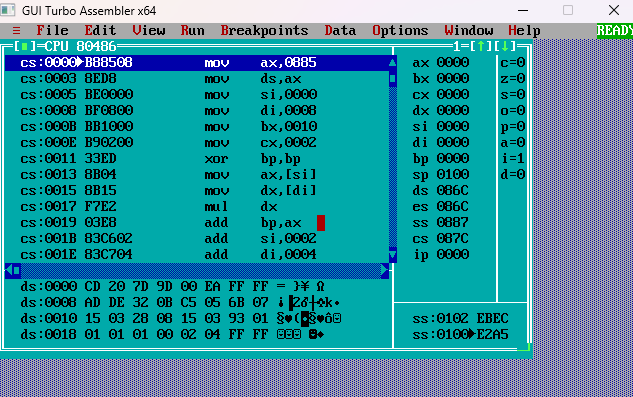 GUI Turbo Assembler x64
≡ File Edit View Run Breakpoints Data Options Window Help READY
[■]=CPU 80486 1=[↑][↓]
cs:0000►B88508 mov ax,0885
cs:0003 8ED8 mov ds,ax
cs:0005 BE0000 mov si,0000
cs:0008 BF0800 mov di,0008
cs:000B BB1000 mov bx,0010
cs:000E B90200 mov cx,0002
cs:0011 33ED xor bp,bp
cs:0013 8B04 mov ax,[si]
cs:0015 8B15 mov dx,[di]
cs:0017 F7E2 mul dx
cs:0019 03E8 add bp,ax
cs:001B 83C602 add si,0002
cs:001E 83C704 add di,0004
ax 0000 c=0
bx 0000 z=0
cx 0000 s=0
dx 0000 o=0
si 0000 p=0
di 0000 a=0
bp 0000 i=1
sp 0100 d=0
ds 086C
es 086C
ss 0887
cs 087C
ip 0000
ds:0000 CD 20 7D 9D 00 EA FF FF = }¥ Ω
ds:0008 AD DE 32 0B C5 05 6B 07 ¡▐2♂┼♣k•
ds:0010 15 03 28 08 15 03 93 01 §♥(◘§♥ô☺
ds:0018 01 01 01 00 02 04 FF FF ☺☺☺ ☻♦
ss:0102 EBEC
ss:0100►E2A5